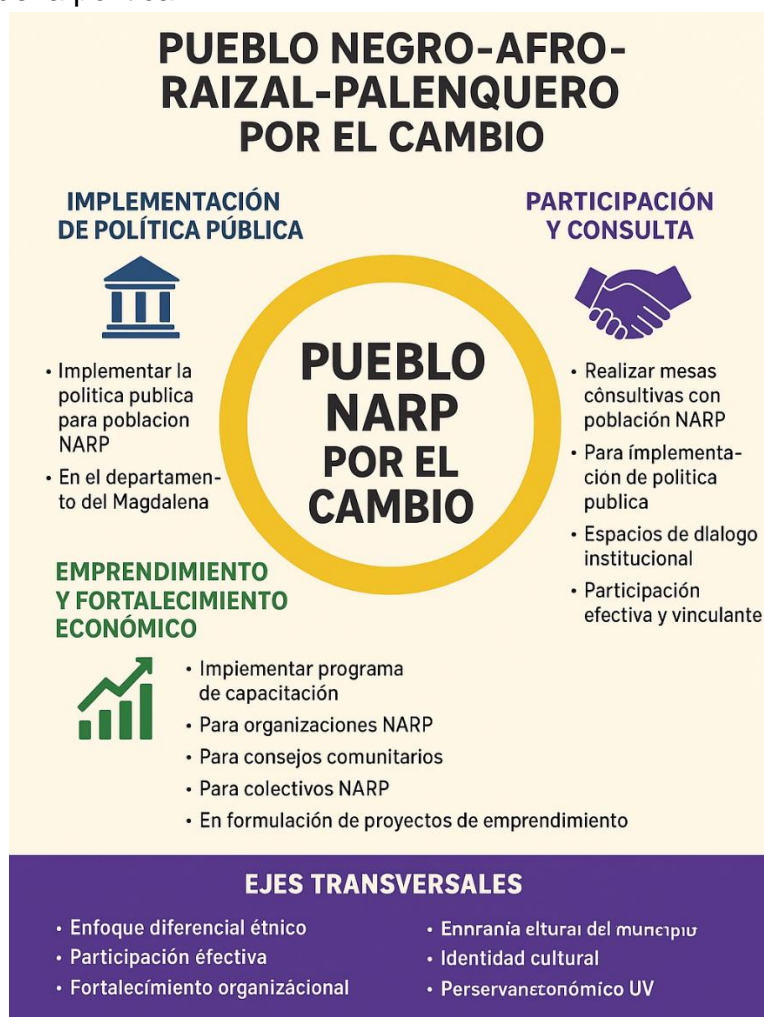 PUEBLO NEGRO-AFRO-
RAIZAL-PALENQUERO
POR EL CAMBIO
IMPLEMENTACIÓN
DE POLÍTICA PÚBLICA
• Implementar la
politica publica
para poblacion
NARP
• En el departamen-
to del Magdalena
PARTICIPACIÓN
Y CONSULTA
• Realizar mesas
cônsultivas con
población NARP
• Para ímplementa-
ción de politica
publica
• Espacios de dlalogo
institucional
• Participación
efectiva y vinculante
PUEBLO
NARP
POR EL
CAMBIO
EMPRENDIMIENTO
Y FORTALECIMIENTO
ECONÓMICO
• Impiementar programa
de capacitación
• Para organizaciones NARP
• Para consejos comunitarios
• Para colectivos NARP
• En formulación de proyectos de emprendimiento
EJES TRANSVERSALES
• Enfoque diferencial étnico
• Participación éfectiva
• Fortalecímiento organizácional
• del
• Identidad cultural
• UV